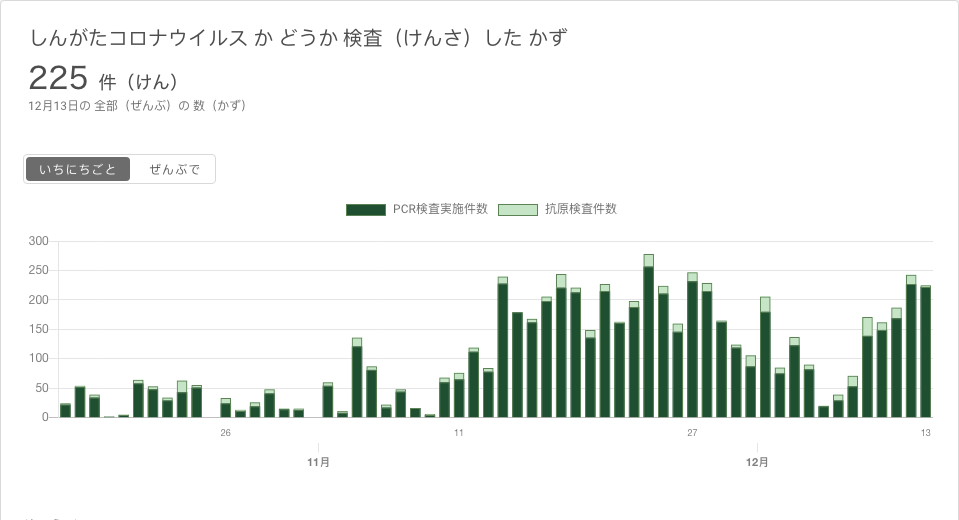 しんがたコロナウイルス か どうか 検査（けんさ）した かず
225 件（けん）
12月13日の 全部（ぜんぶ）の 数（かず）
いちにちごと ぜんぶで
PCR検査実施件数 抗原検査件数
300
250
200
150
100
50
0
26 11 27 13
11月 12月